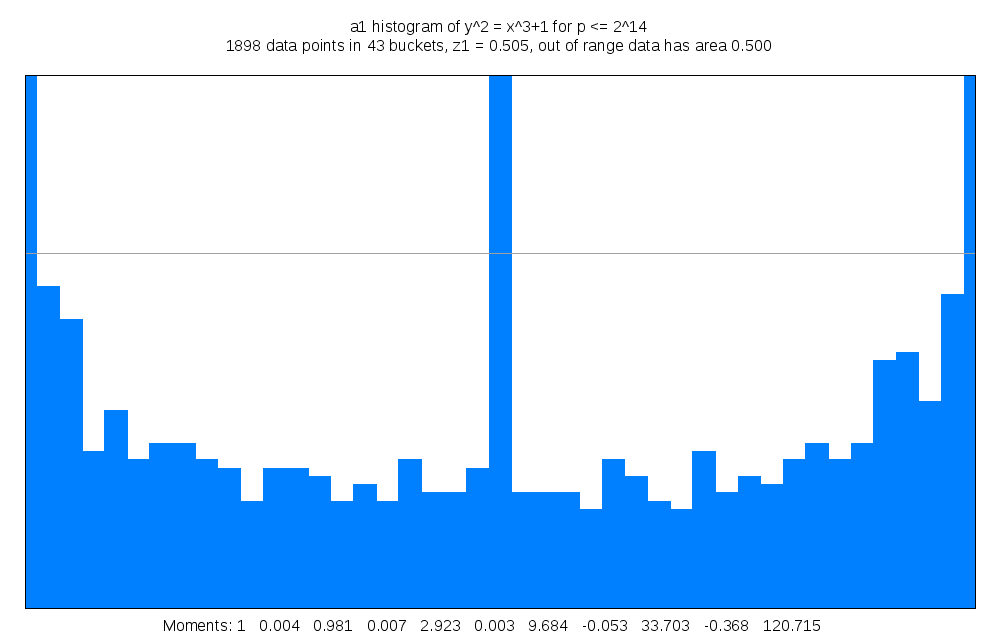 a1 histogram of y^2 = x^3+1 for p <= 2^14
1898 data points in 43 buckets, z1 = 0.505, out of range data has area 0.500
Moments: 1 0.004 0.981 0.007 2.923 0.003 9.684 -0.053 33.703 -0.368 120.715